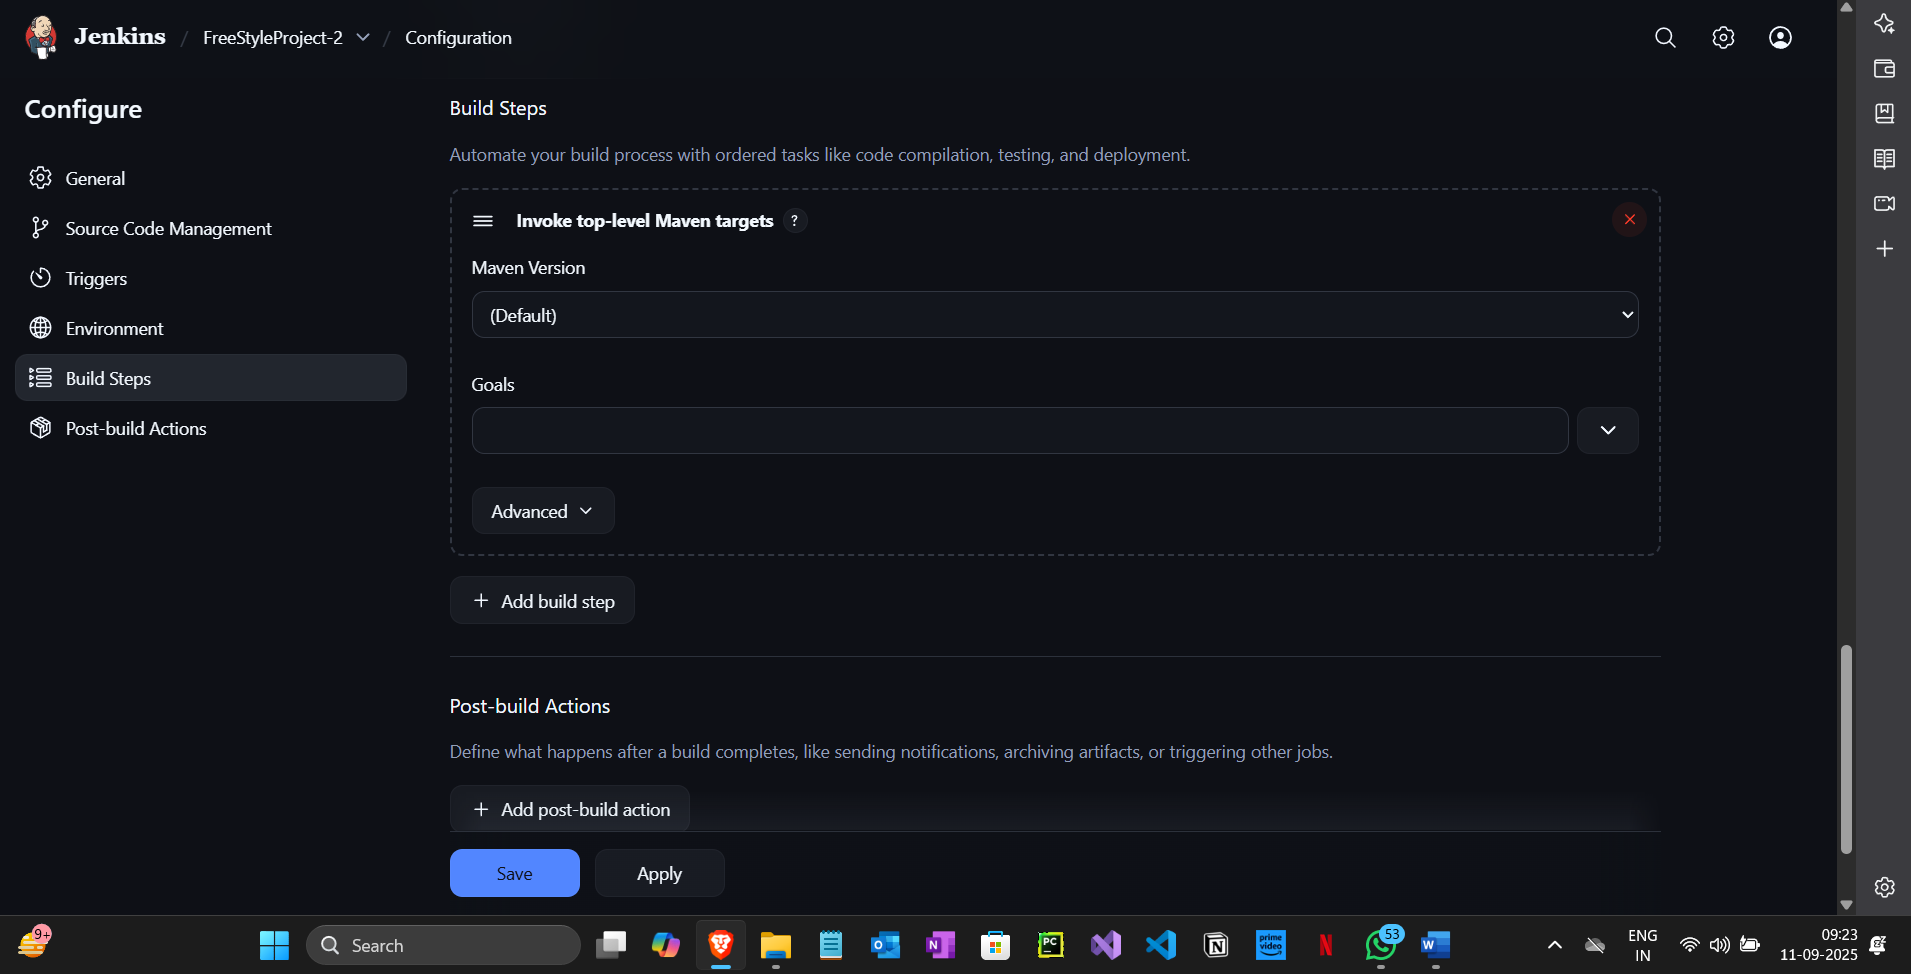 Jenkins / FreeStyleProject-2 / Configuration
Configure
General
Source Code Management
Triggers
Environment
Build Steps
Post-build Actions
Build Steps
Automate your build process with ordered tasks like code compilation, testing, and deployment.
Invoke top-level Maven targets ?
Maven Version
(Default)
Goals
Advanced
+ Add build step
Post-build Actions
Define what happens after a build completes, like sending notifications, archiving artifacts, or triggering other jobs.
+ Add post-build action
Save
Apply
9+
Search
O
N
PC
N
prime video
N
53
W
ENG
IN
09:23
11-09-2025